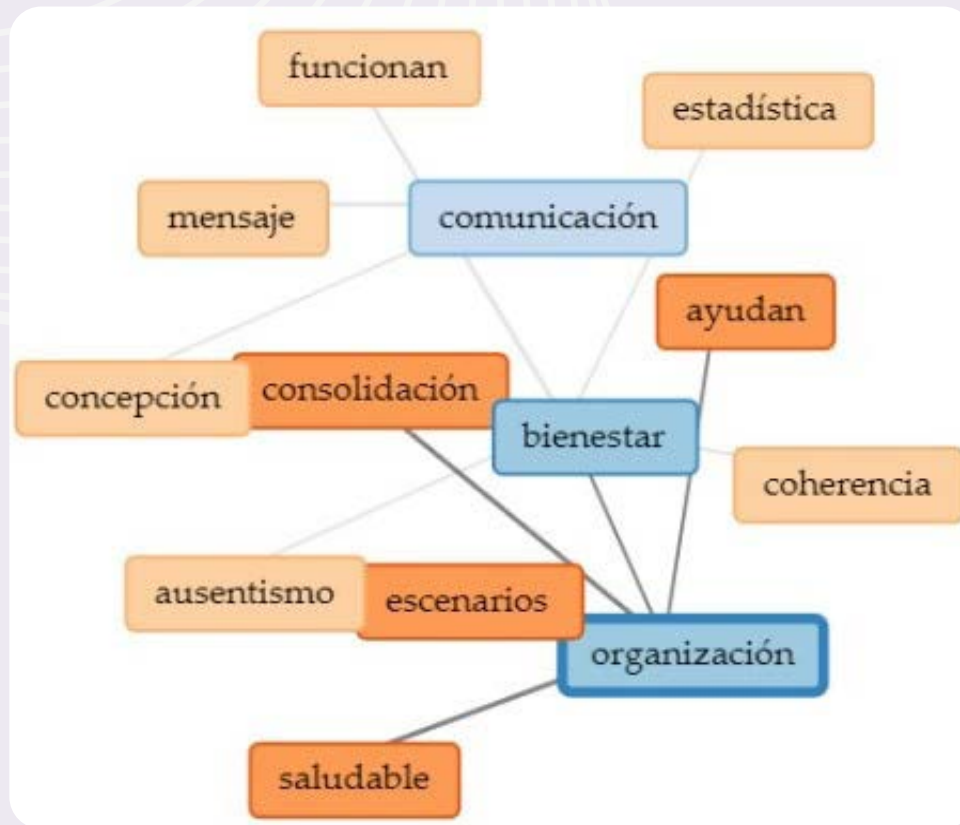 funcionan
estadística
mensaje
comunicación
ayudan
concepción
consolidación
bienestar
coherencia
ausentismo
escenarios
organización
saludable